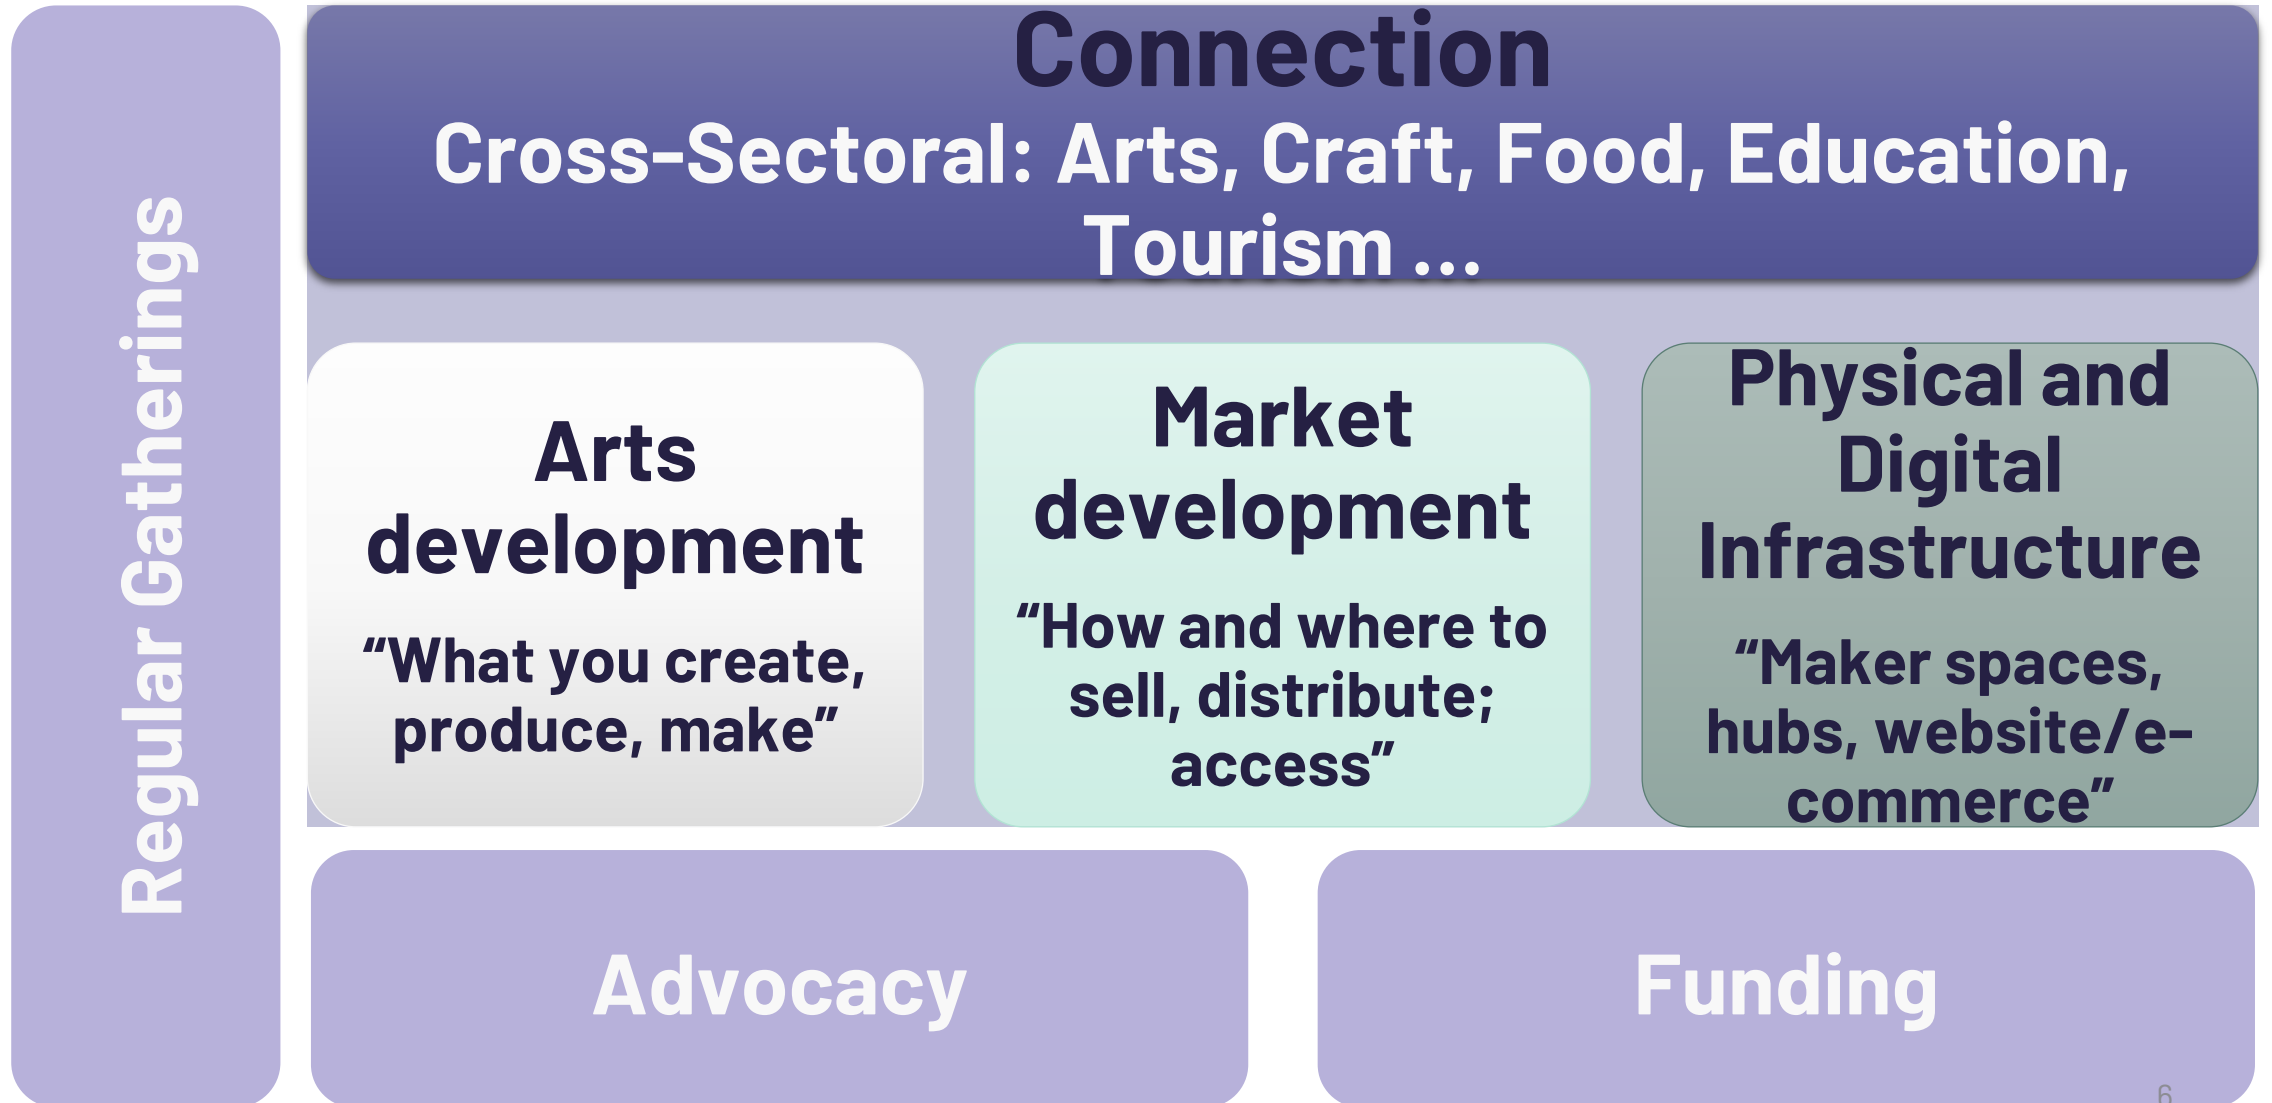 Regular Gatherings
Connection
Cross-Sectoral: Arts, Craft, Food, Education,
Tourism ...
Arts
development
“What you create,
produce, make”
Market
development
“How and where to
sell, distribute;
access”
Physical and
Digital
Infrastructure
“Maker spaces,
hubs, website/e-
commerce”
Advocacy
Funding
6